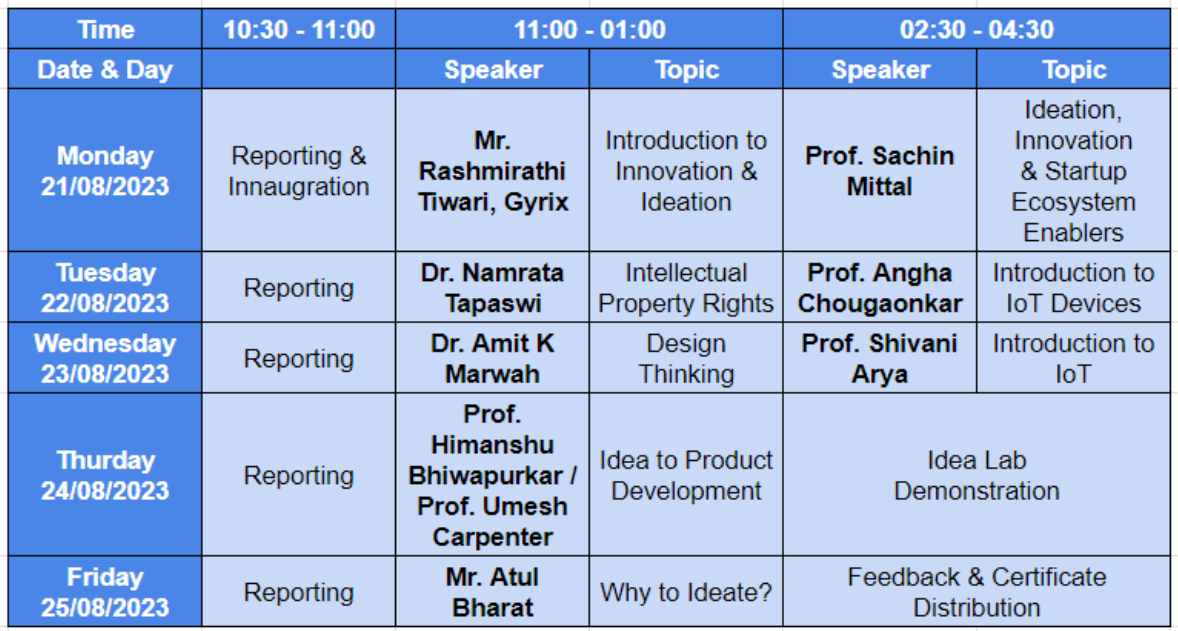 Time 10:30 - 11:00 11:00 - 01:00 02:30 - 04:30
Date & Day Speaker Topic Speaker Topic
Monday
21/08/2023
Reporting &
Innaugration
Mr.
Rashmirathi
Tiwari, Gyrix
Introduction to
Innovation &
Ideation
Prof. Sachin
Mittal
Ideation,
Innovation
& Startup
Ecosystem
Enablers
Tuesday
22/08/2023
Reporting
Dr. Namrata
Tapaswi
Intellectual
Property Rights
Prof. Angha
Chougaonkar
Introduction to
IoT Devices
Wednesday
23/08/2023
Reporting
Dr. Amit K
Marwah
Design
Thinking
Prof. Shivani
Arya
Introduction to
IoT
Thurday
24/08/2023
Reporting
Prof.
Himanshu
Bhiwapurkar /
Prof. Umesh
Carpenter
Idea to Product
Development
Idea Lab
Demonstration
Friday
25/08/2023
Reporting
Mr. Atul
Bharat
Why to Ideate?
Feedback & Certificate
Distribution